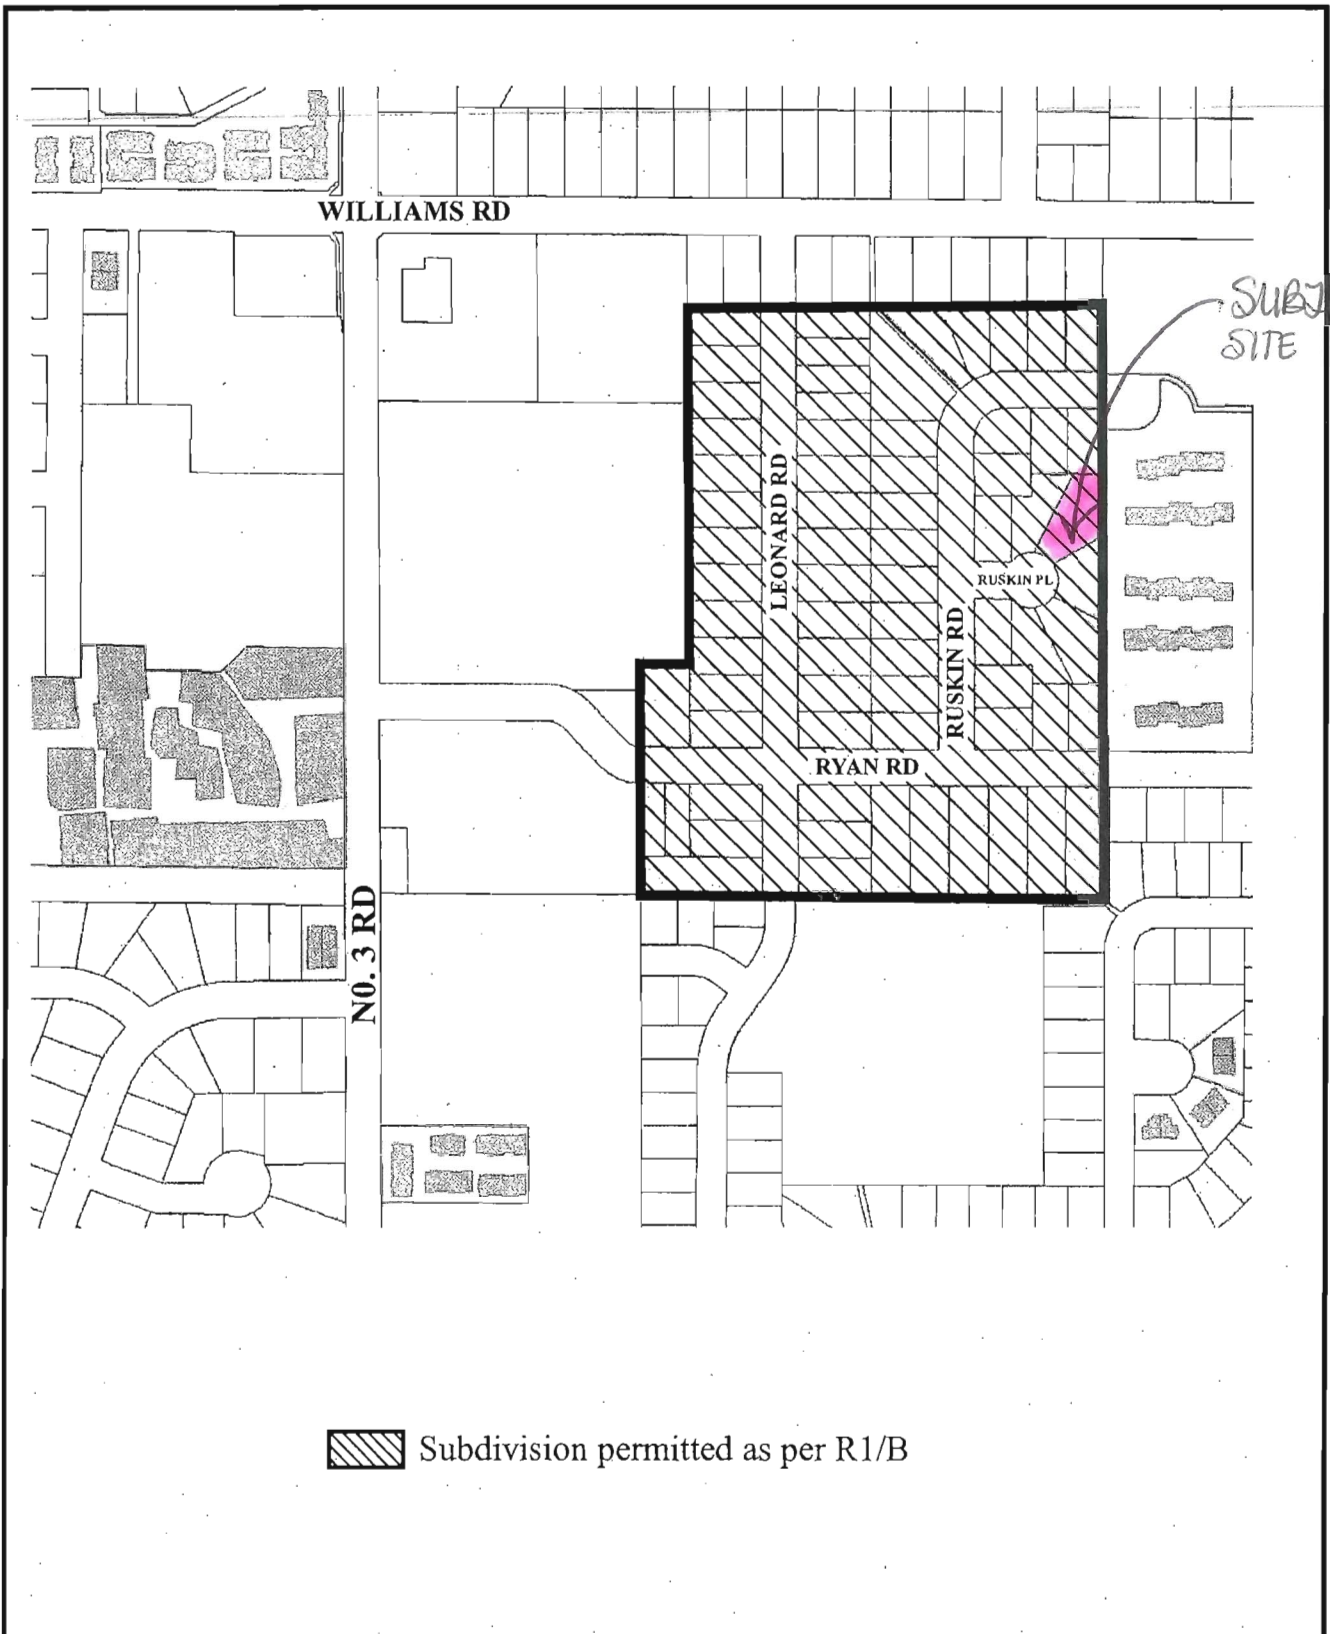 WILLIAMS RD
SUBJ
SITE
LEONARD RD
RUSKIN PL
RUSKIN RD
RYAN RD
N0. 3 RD
Subdivision permitted as per R1/B